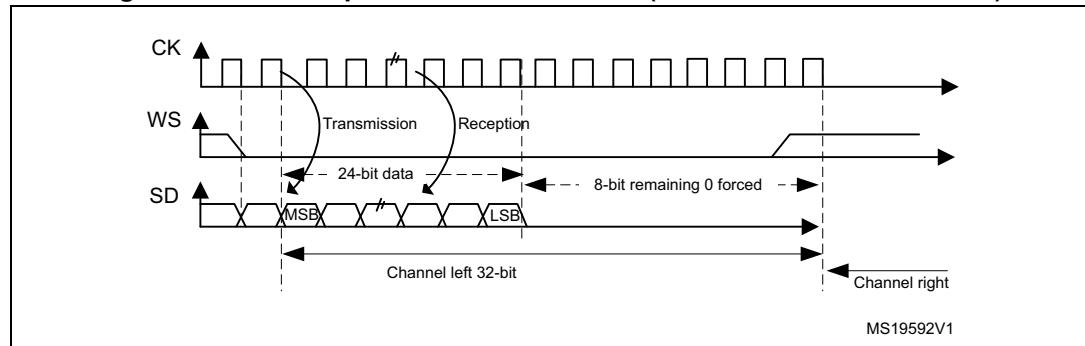 CK
WS
Transmission
Reception
24-bit data
8-bit remaining 0 forced
SD
MSB
LSB
Channel left 32-bit
Channel right
MS19592V1